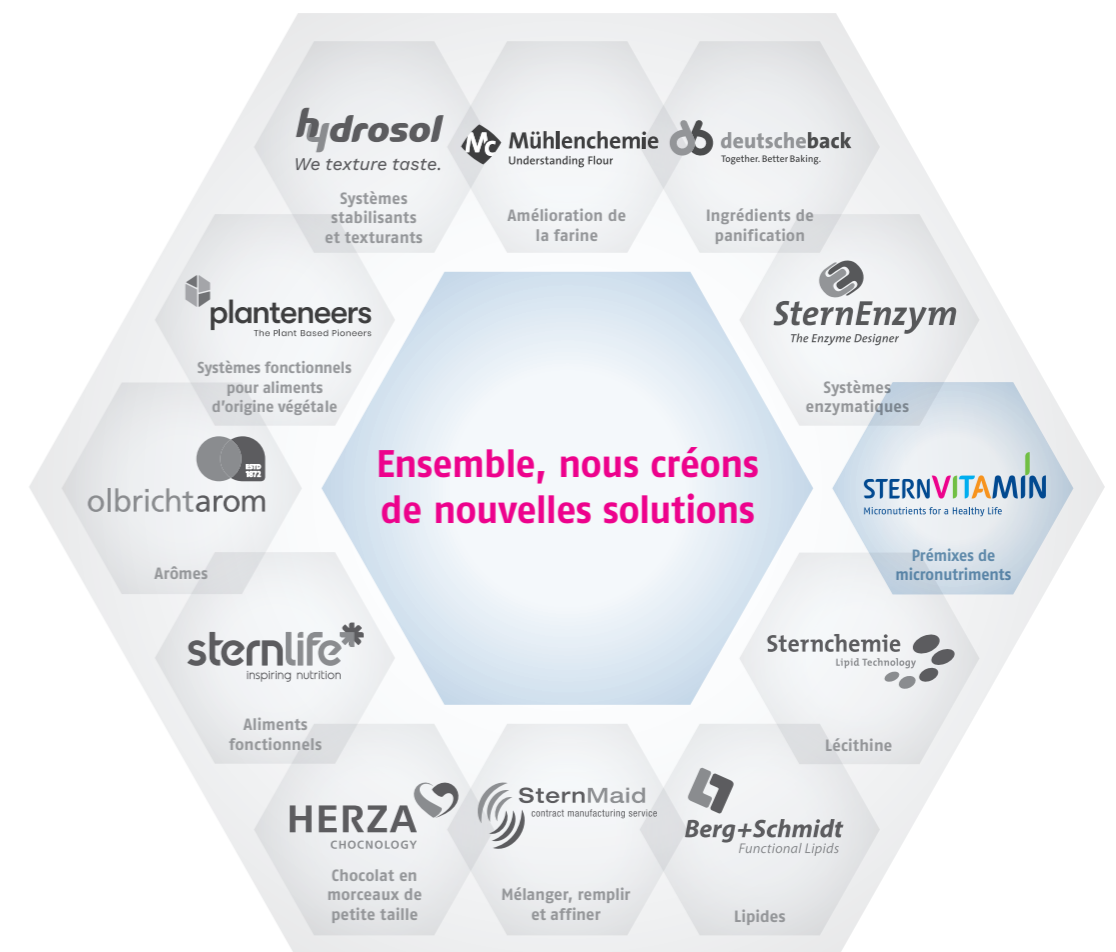 hydrosol
We texture taste.
Systèmes
stabilisants
et texturants
Mc Mühlenchemie
Understanding Flour
Amélioration de
la farine
deutscheback
Together. Better Baking.
Ingrédients de
panification
planteneers
The Plant Based Pioneers
Systèmes fonctionnels
pour aliments
d'origine végétale
SternEnzym
The Enzyme Designer
Systèmes
enzymatiques
ESTD
1872
olbrichtarom
Arômes
Ensemble, nous créons
de nouvelles solutions
STERNVITAMIN
Micronutrients for a Healthy Life
Prémixes de
micronutriments
sternlife
inspiring nutrition
Aliments
fonctionnels
Sternchemie
Lipid Technology
Lécithine
HERZA
CHOCNOLOGY
Chocolat en
morceaux de
petite taille
SternMaid
contract manufacturing service
Mélanger, remplir
et affiner
Berg+Schmidt
Functional Lipids
Lipides